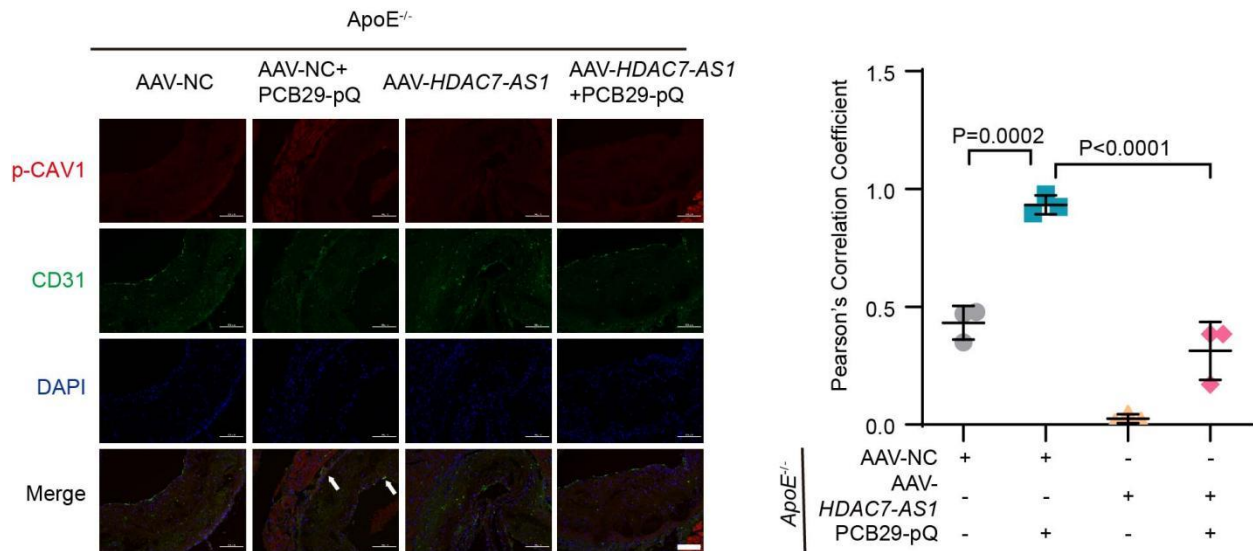 ApoE-/-
AAV-NC
AAV-NC+
PCB29-pQ
AAV-HDAC7-AS1
AAV-HDAC7-AS1
+PCB29-pQ
p-CAV1
CD31
DAPI
Merge
Pearson's Correlation Coefficient
1.5
1.0
0.5
0.0
P=0.0002
P<0.0001
ApoE-/-
AAV-NC + + - -
AAV-
HDAC7-AS1 - - + +
PCB29-pQ - + - +